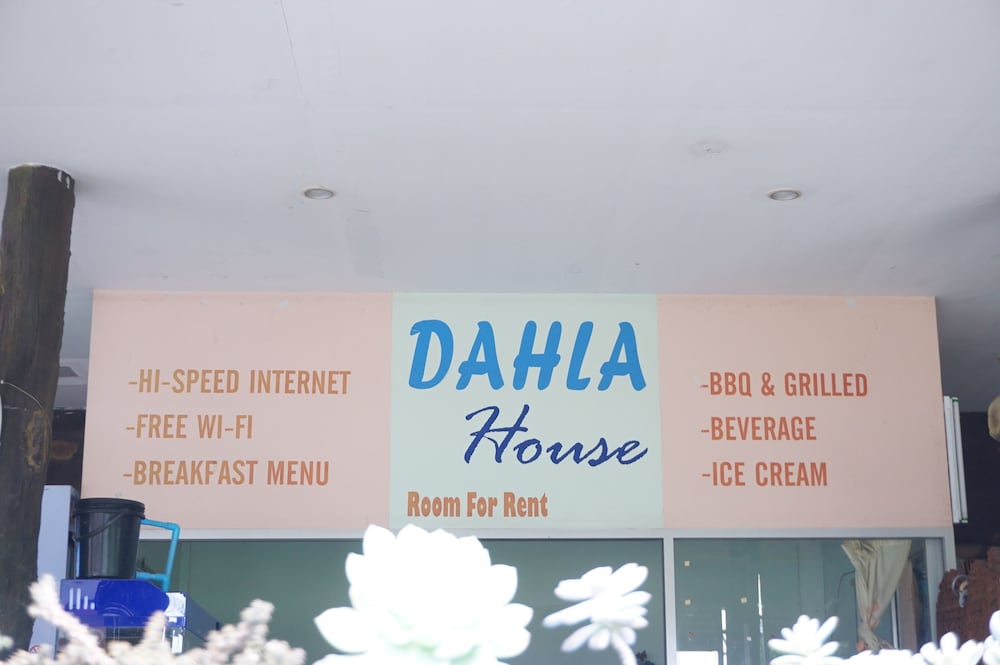 -HI-SPEED INTERNET
-FREE WI-FI
-BREAKFAST MENU
DAHLA
House
Room For Rent
-BBQ & GRILLED
-BEVERAGE
-ICE CREAM